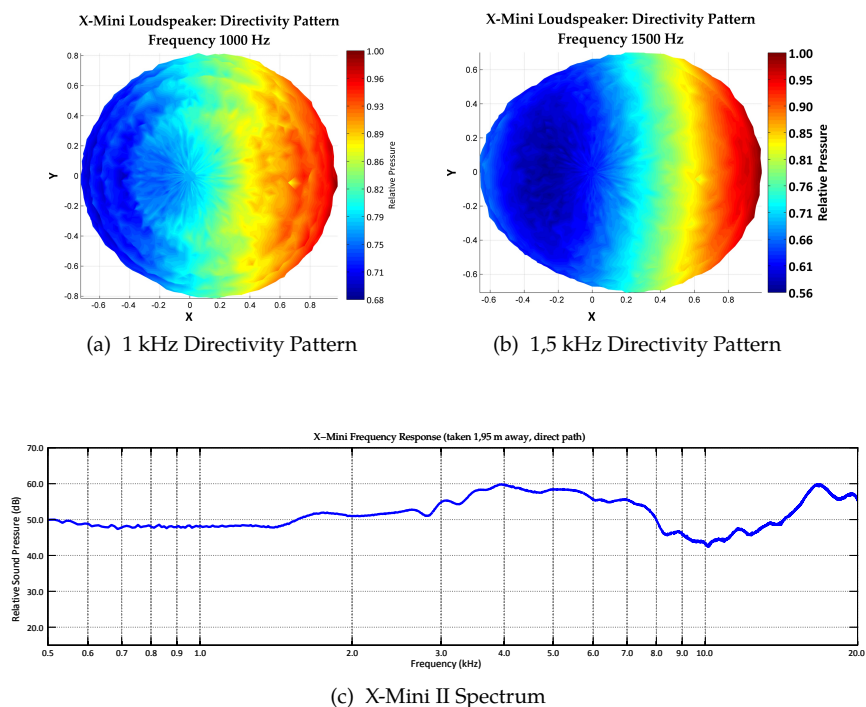 X-Mini Loudspeaker: Directivity Pattern
Frequency 1000 Hz
0.8
0.6
0.4
0.2
0
-0.2
-0.4
-0.6
-0.8
Y
-0.6 -0.4 -0.2 0 0.2 0.4 0.6 0.8
X
1.00
0.96
0.93
0.89
0.86
0.82
0.79
0.75
0.71
0.68
Relative Pressure
(a) 1 kHz Directivity Pattern
X-Mini Loudspeaker: Directivity Pattern
Frequency 1500 Hz
0.6
0.4
0.2
0
-0.2
-0.4
-0.6
Y
-0.6 -0.4 -0.2 0 0.2 0.4 0.6 0.8
X
1.00
0.95
0.90
0.85
0.81
0.76
0.71
0.66
0.61
0.56
Relative Pressure
(b) 1,5 kHz Directivity Pattern
X-Mini Frequency Response (taken 1,95 m away, direct path)
70.0
60.0
50.0
40.0
30.0
20.0
Relative Sound Pressure (dB)
0.5 0.6 0.7 0.8 0.9 1.0 2.0 3.0 4.0 5.0 6.0 7.0 8.0 9.0 10.0 20.0
Frequency (kHz)
(c) X-Mini II Spectrum